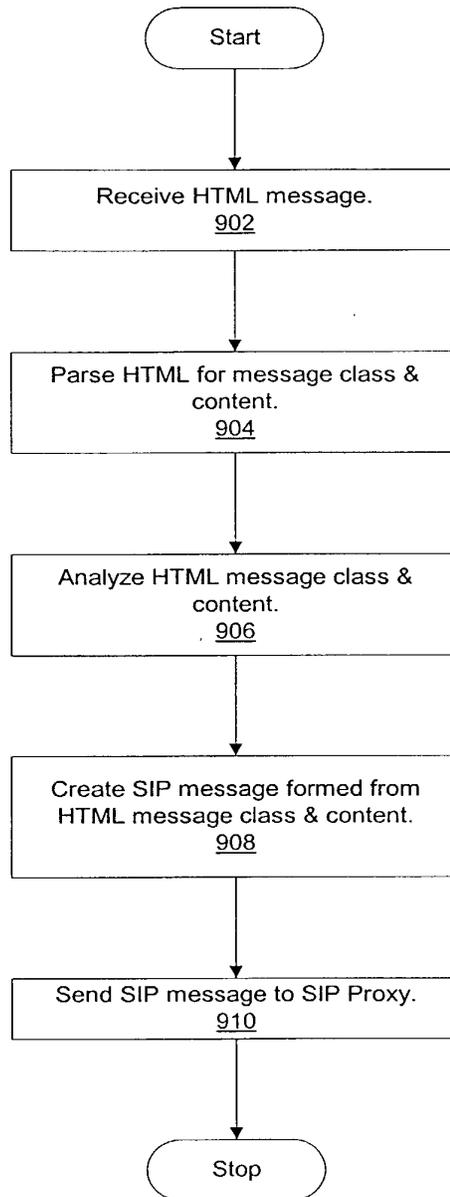 Start
Receive HTML message.
902
Parse HTML for message class &
content.
904
Analyze HTML message class &
content.
906
Create SIP message formed from
HTML message class & content.
908
Send SIP message to SIP Proxy.
910
Stop